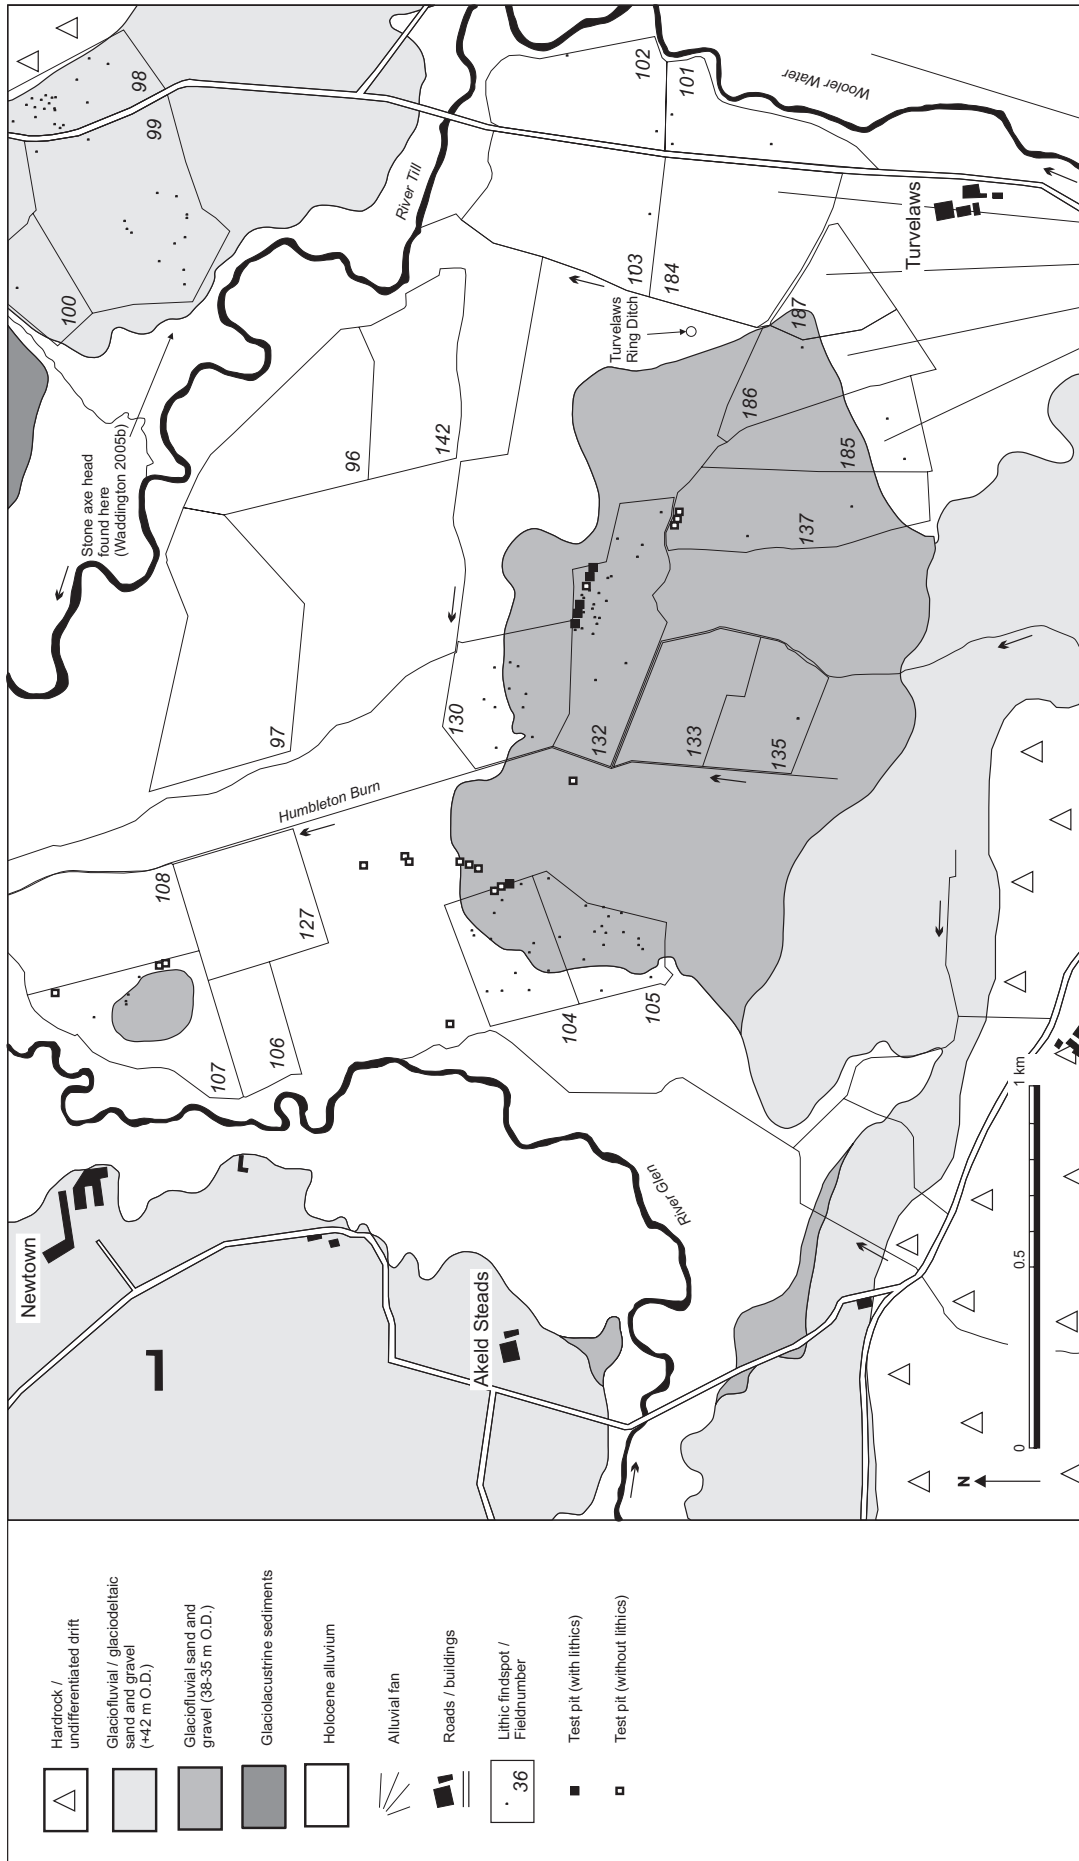 Hardrock /
undifferentiated drift
Glaciofluvial / glaciodeltaic
sand and gravel
(+42 m O.D.)
Glaciofluvial sand and
gravel (38-35 m O.D.)
Glaciolacustrine sediments
Holocene alluvium
Alluvial fan
Roads / buildings
Lithic findspot /
Fieldnumber
36
Test pit (with lithics)
Test pit (without lithics)
Newtown
Akeld Steads
River Glen
N
0
0.5
1 km
107
106
108
127
104
105
Humbleton Burn
97
130
132
133
135
Stone axe head
found here
(Waddington 2005b)
96
142
137
185
186
187
Turvelaws
Ring Ditch
100
99
98
River Till
103
184
102
101
Wooler Water
Turvelaws